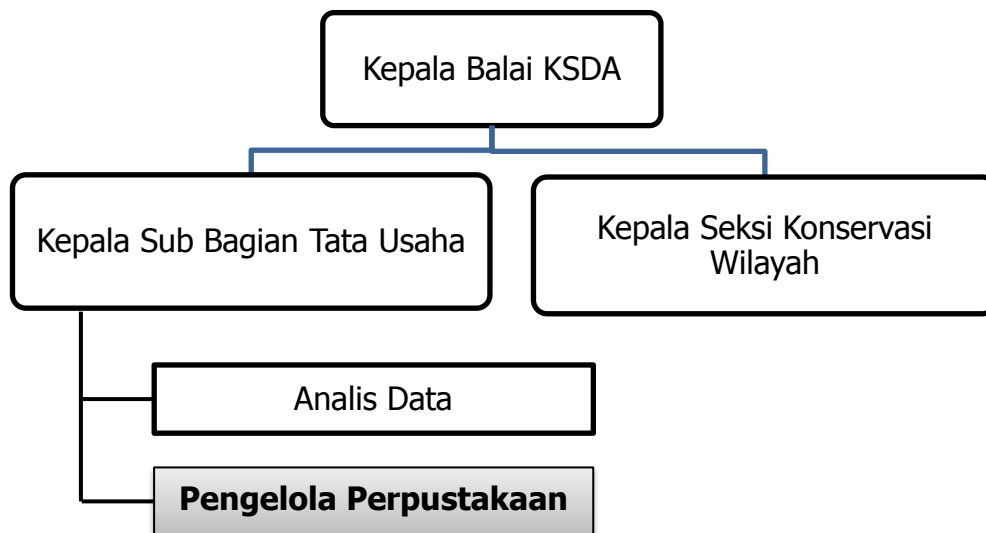 Kepala Balai KSDA
Kepala Sub Bagian Tata Usaha
Kepala Seksi Konservasi
Wilayah
Analis Data
Pengelola Perpustakaan